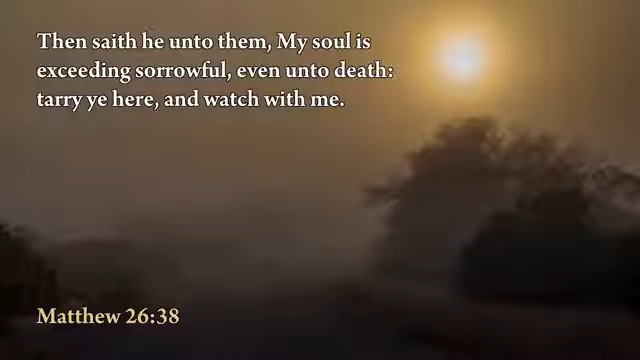 Then saith he unto them, My soul is
exceeding sorrowful, even unto death:
tarry ye here, and watch with me.
Matthew 26:38